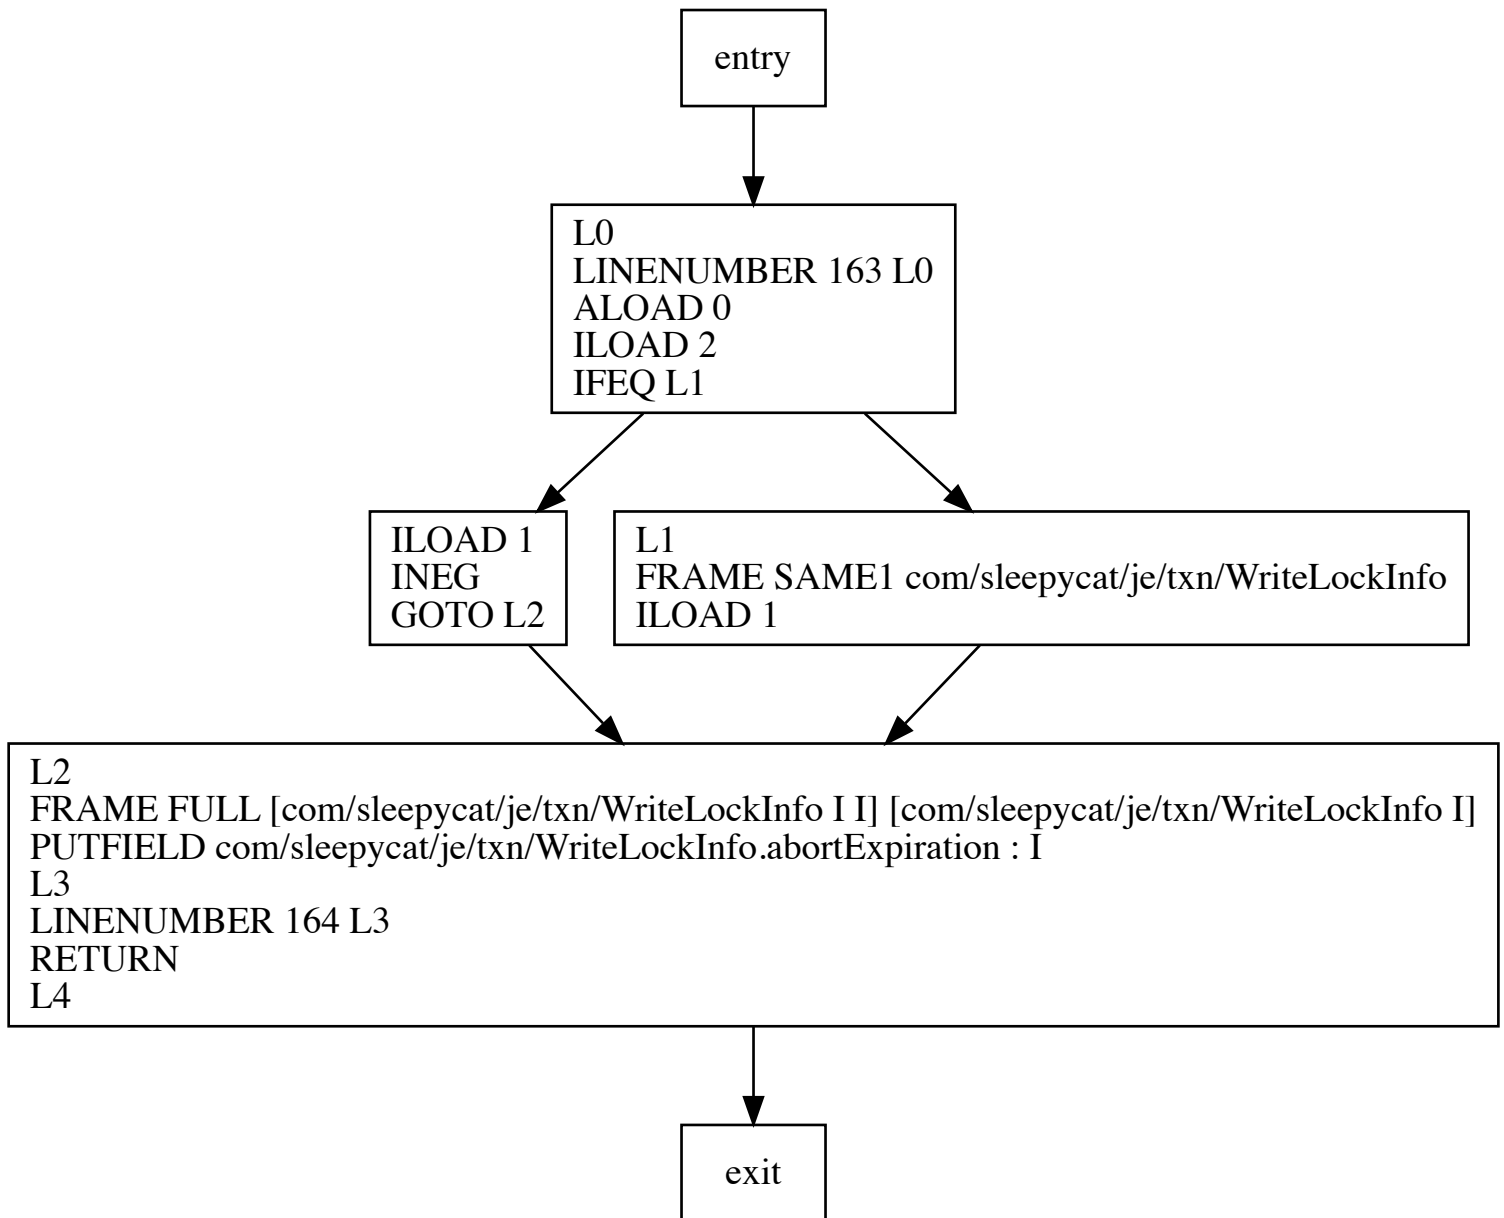 entry
L0
LINENUMBER 163 L0
ALOAD 0
ILOAD 2
IFEQ L1
ILOAD 1
INEG
GOTO L2
L1
FRAME SAME1 com/sleepycat/je/txn/WriteLockInfo
ILOAD 1
L2
FRAME FULL [com/sleepycat/je/txn/WriteLockInfo I I] [com/sleepycat/je/txn/WriteLockInfo I]
PUTFIELD com/sleepycat/je/txn/WriteLockInfo.abortExpiration : I
L3
LINENUMBER 164 L3
RETURN
L4
exit